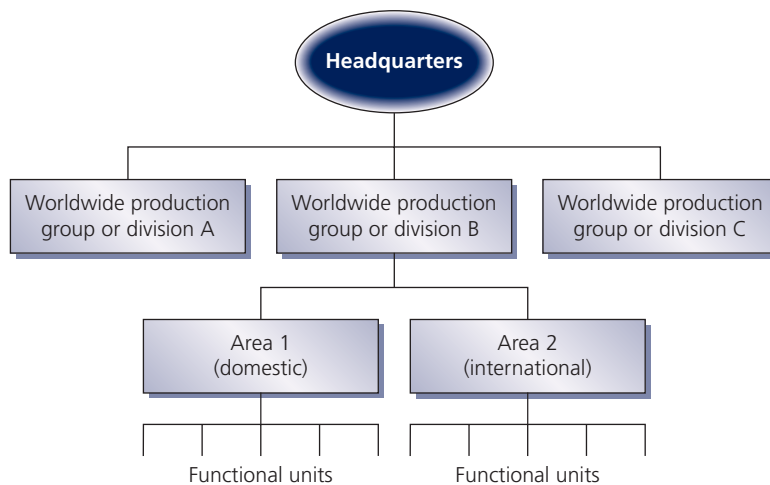 Headquarters
Worldwide production
group or division A
Worldwide production
group or division B
Worldwide production
group or division C
Area 1
(domestic)
Area 2
(international)
Functional units
Functional units